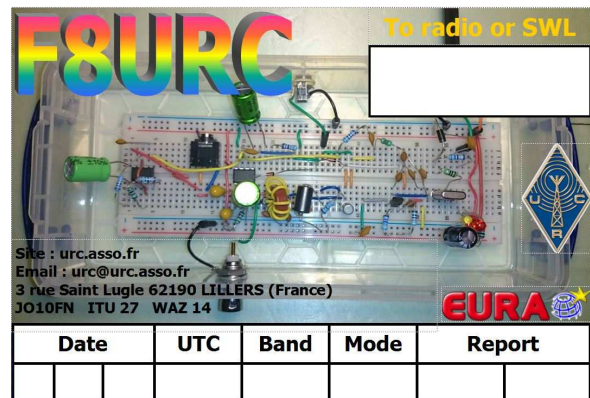 F8URC
To radio or SWL
U C
R
Site : urc.asso.fr
Email : urc@urc.asso.fr
3 rue Saint Lugle 62190 LILLERS (France)
JO10FN ITU 27 WAZ 14
EURA
Date UTC Band Mode Report